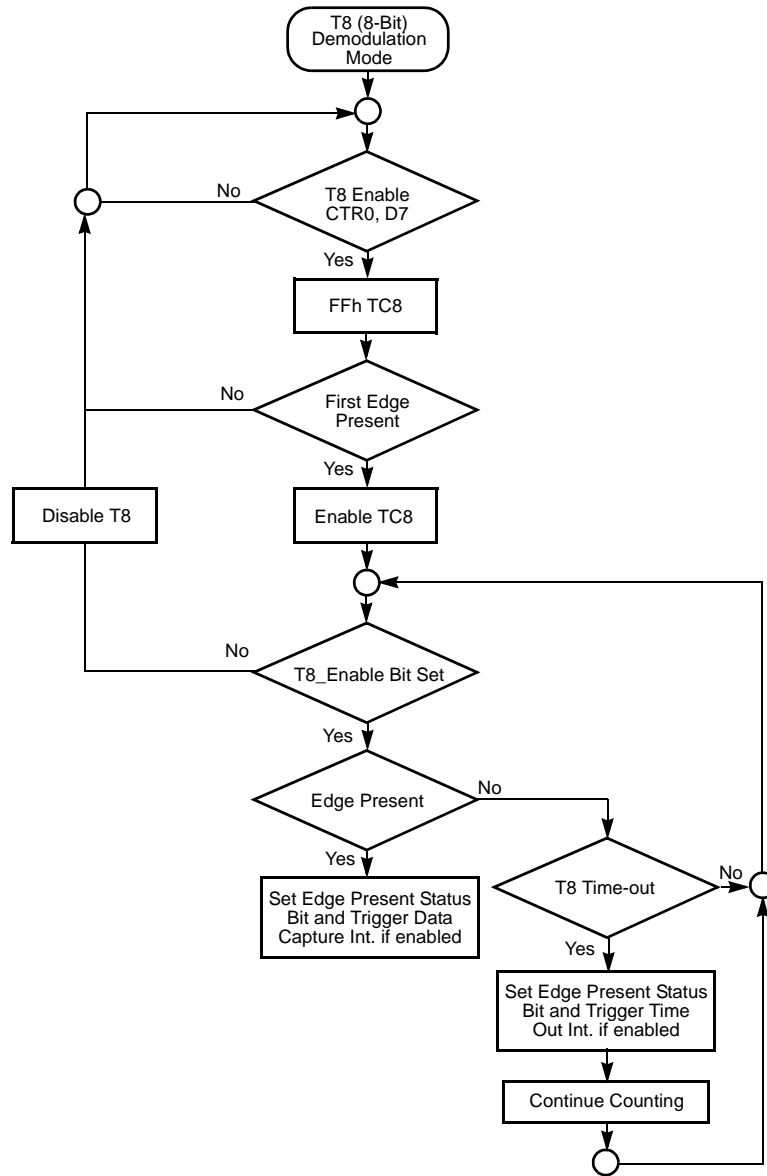 T8 (8-Bit)
Demodulation
Mode
No
T8 Enable
CTR0, D7
Yes
FFh TC8
No
First Edge
Present
Yes
Disable T8
Enable TC8
No
T8_Enable Bit Set
Yes
Edge Present
No
Yes
T8 Time-out
No
Set Edge Present Status
Bit and Trigger Data
Capture Int. if enabled
Yes
Set Edge Present Status
Bit and Trigger Time
Out Int. if enabled
Continue Counting